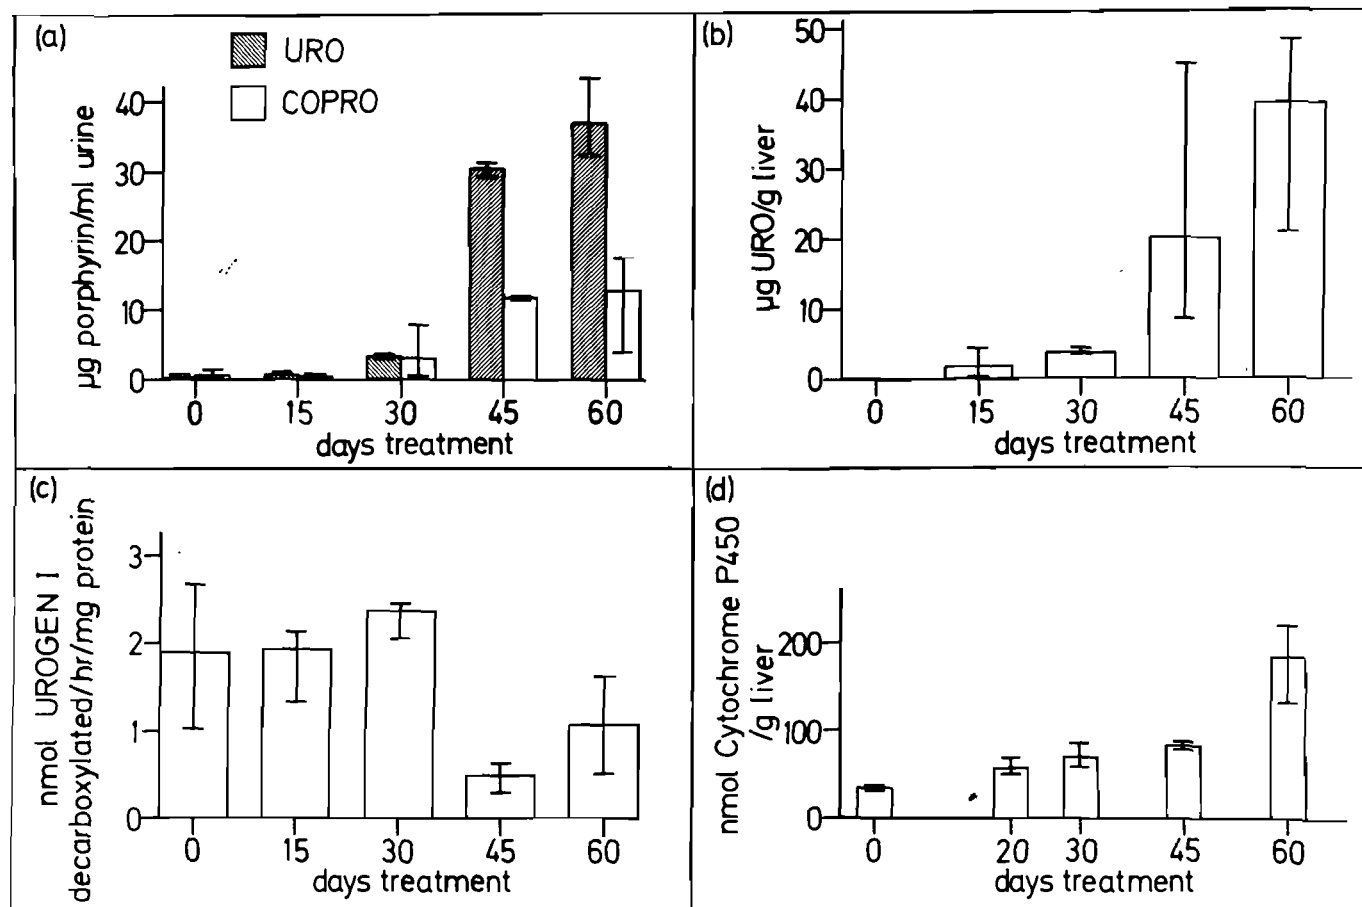 (a)
URO
COPRO
µg porphyrin/ml urine
40
30
20
10
0
0 15 30 45 60
days treatment
(b)
µg URO/g liver
50
40
30
20
10
0
0 15 30 45 60
days treatment
(c)
nmol UROGEN I
decarboxylated/hr/mg protein
3
2
1
0
0 15 30 45 60
days treatment
(d)
nmol Cytochrome P450
/g liver
200
100
0
0 20 30 45 60
days treatment